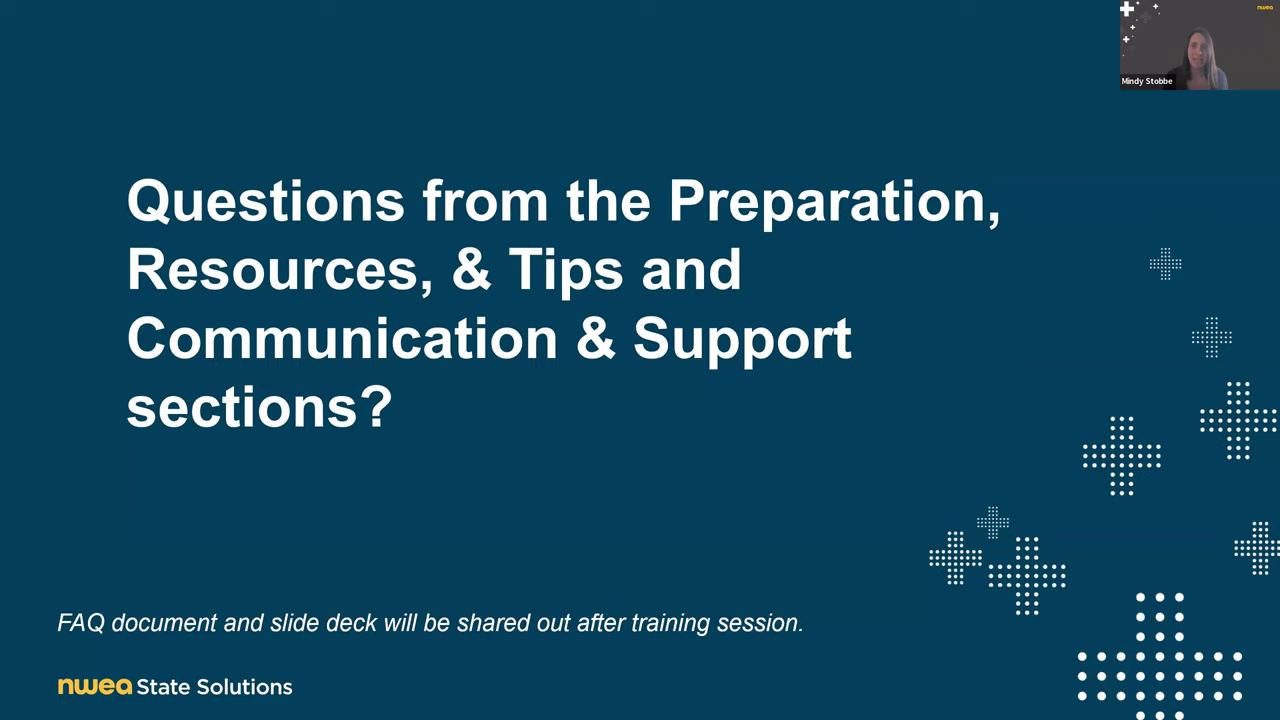 nwea
Mindy Stobbe
Questions from the Preparation,
Resources, & Tips and
Communication & Support
sections?
FAQ document and slide deck will be shared out after training session.
nwea State Solutions